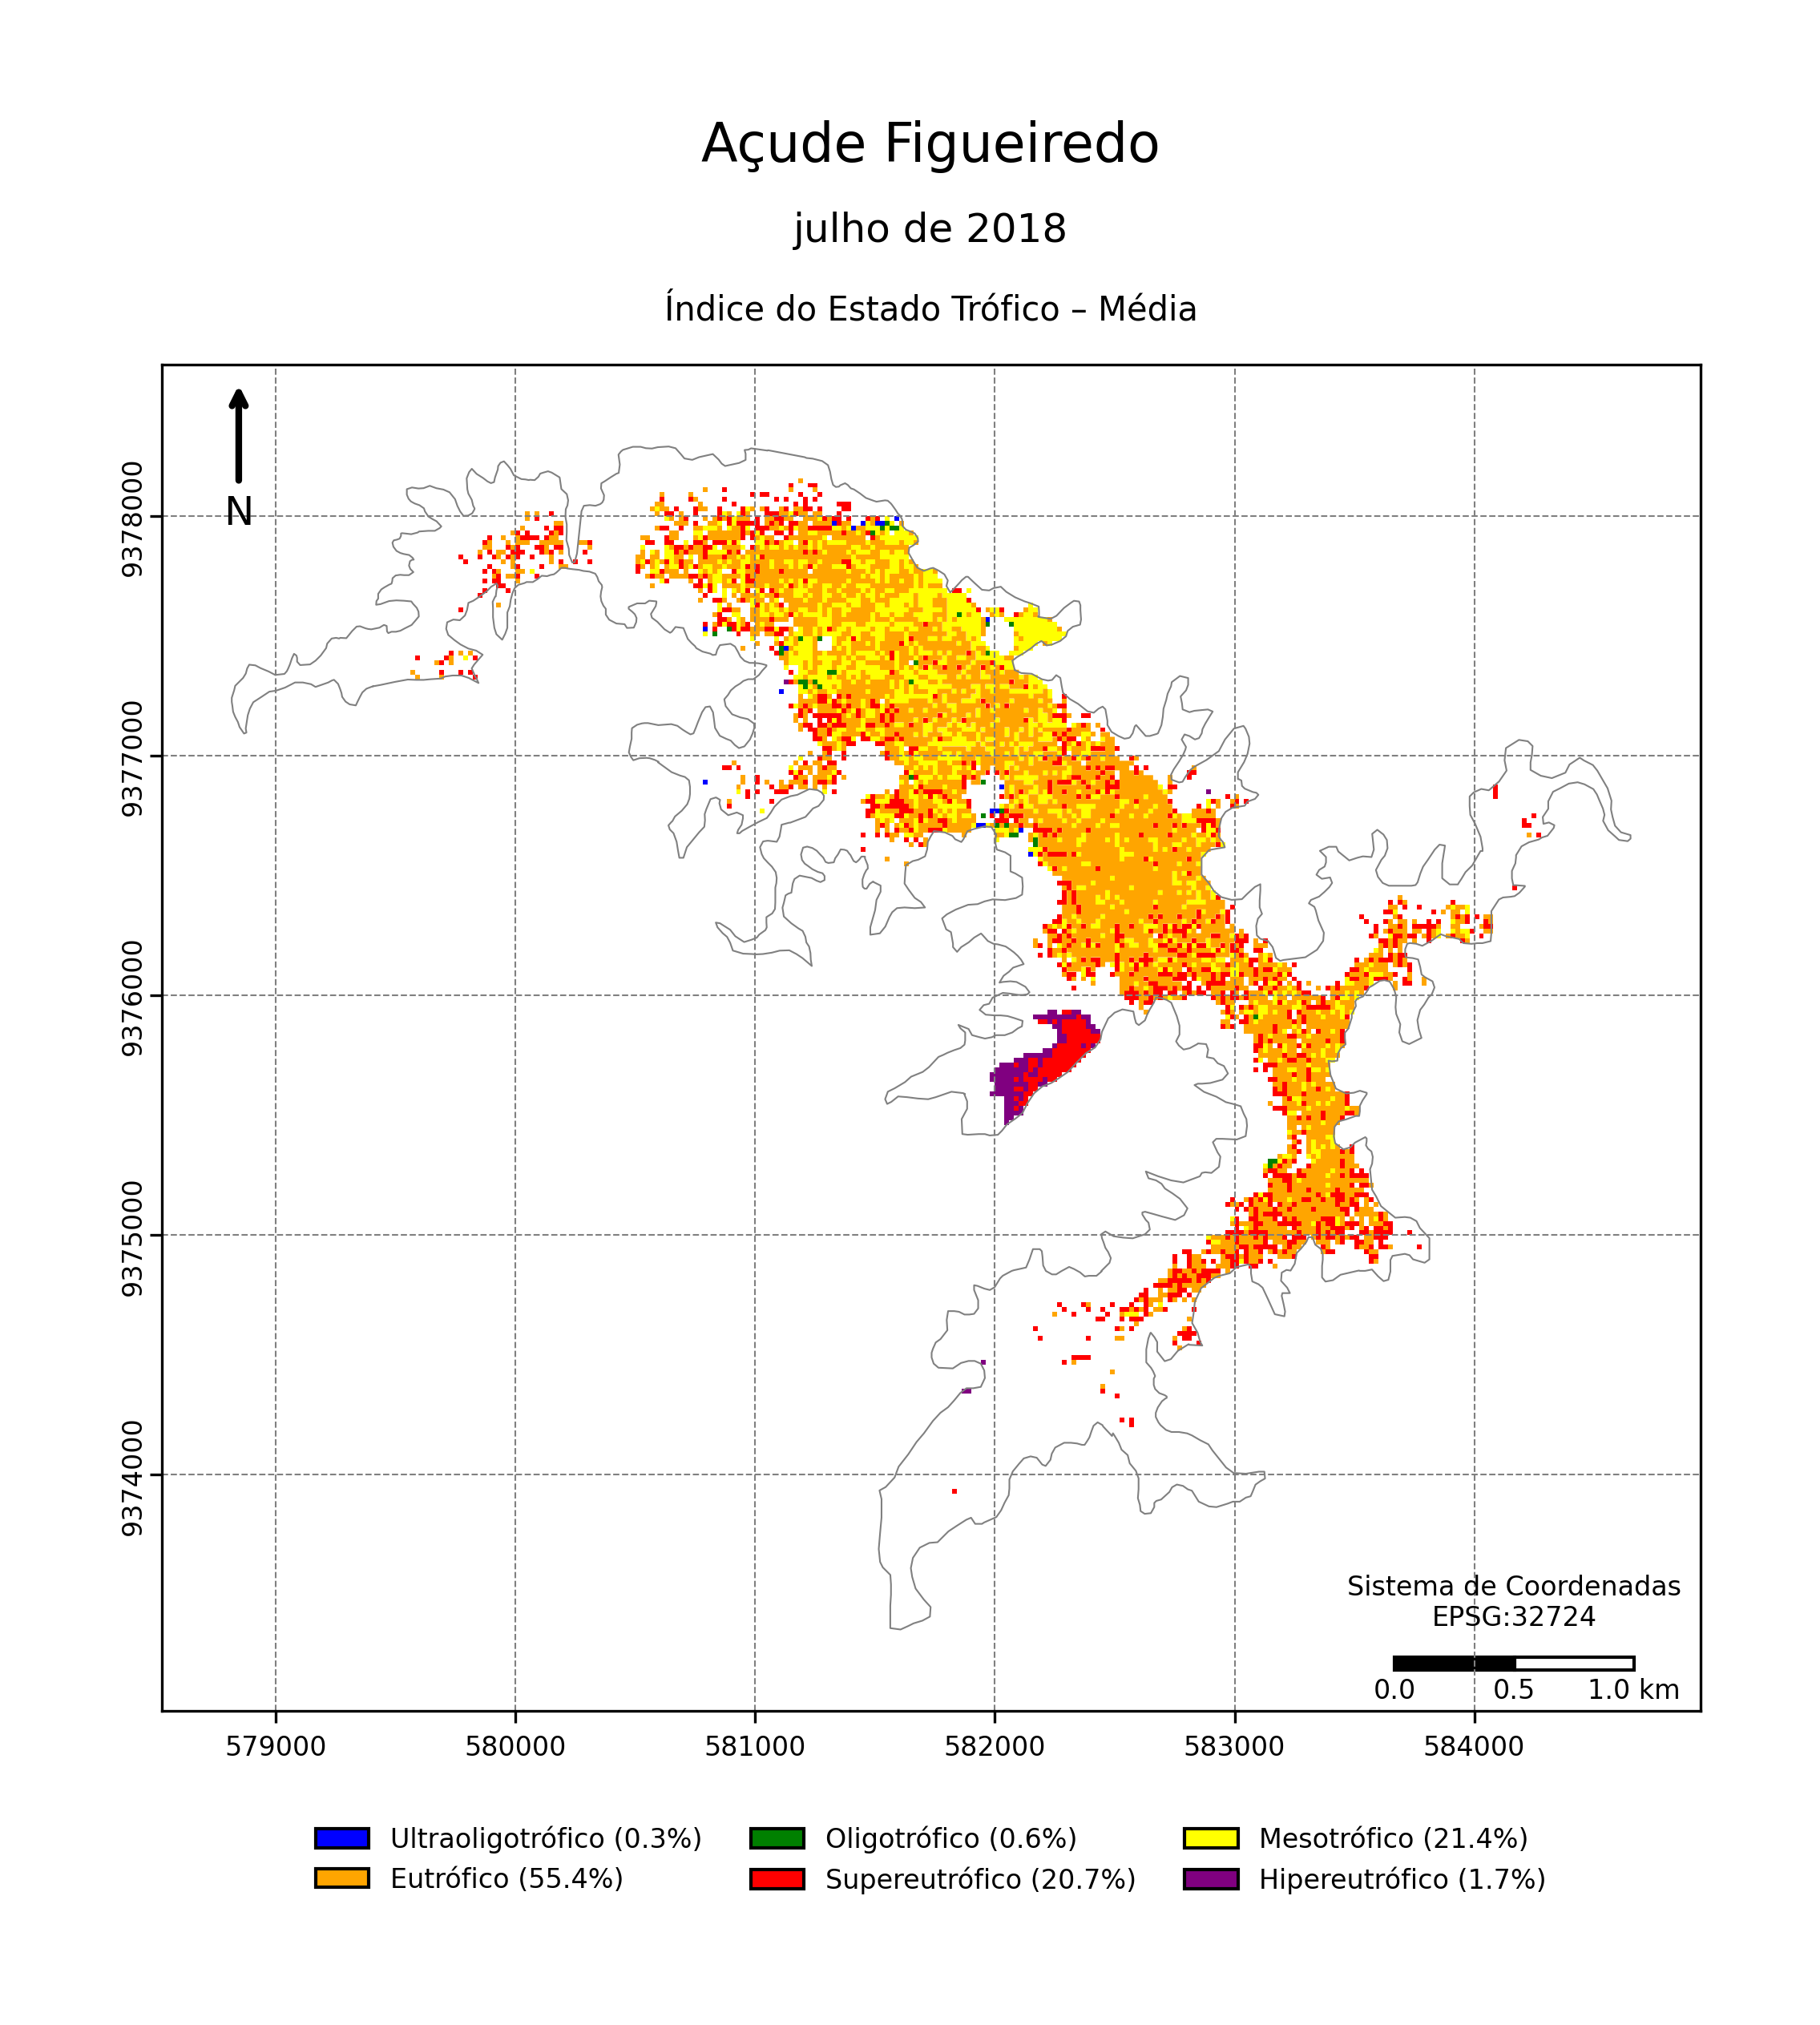 Açude Figueiredo
julho de 2018
Índice do Estado Trófico – Média
N
9378000
9377000
9376000
9375000
9374000
Sistema de Coordenadas
EPSG:32724
0.0 0.5 1.0 km
579000 580000 581000 582000 583000 584000
Ultraoligotrófico (0.3%) Oligotrófico (0.6%) Mesotrófico (21.4%)
Eutrófico (55.4%) Supereutrófico (20.7%) Hipereutrófico (1.7%)